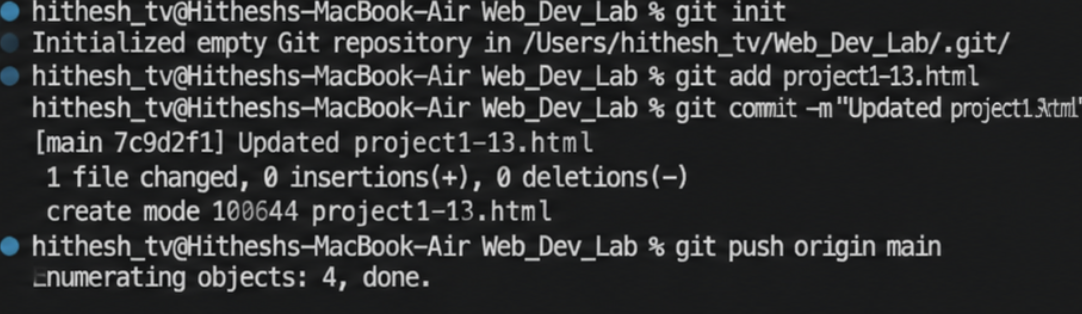 hithesh_tv@Hitheshs-MacBook-Air Web_Dev_Lab % git init
Initialized empty Git repository in /Users/hithesh_tv/Web_Dev_Lab/.git/
hithesh_tv@Hitheshs-MacBook-Air Web_Dev_Lab % git add project1-13.html
hithesh_tv@Hitheshs-MacBook-Air Web_Dev_Lab % git commit -m "Updated
[main 7c9d2f1] Updated project1-13.html
1 file changed, 0 insertions(+), 0 deletions(-)
create mode 100644 project1-13.html
hithesh_tv@Hitheshs-MacBook-Air Web_Dev_Lab % git push origin main
Enumerating objects: 4, done.